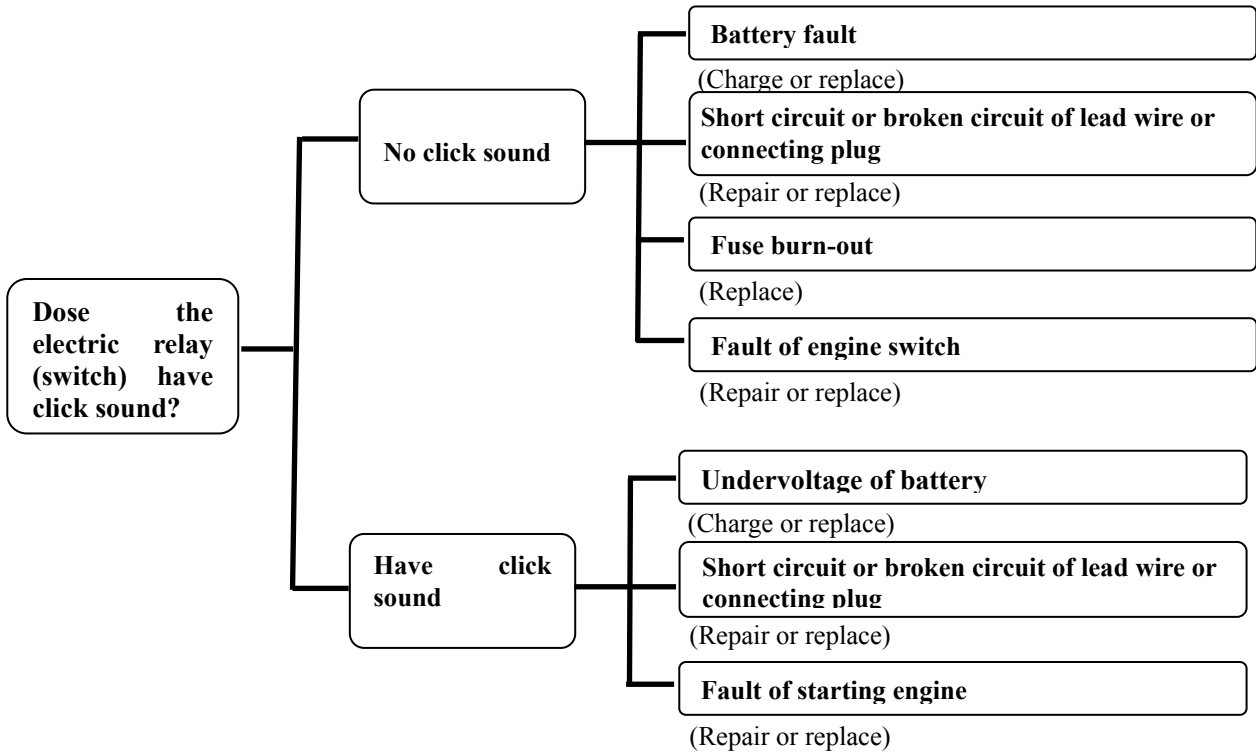 Dose the
electric relay
(switch) have
click sound?
No click sound
Battery fault
(Charge or replace)
Short circuit or broken circuit of lead wire or
connecting plug
(Repair or replace)
Fuse burn-out
(Replace)
Fault of engine switch
(Repair or replace)
Have click
sound
Undervoltage of battery
(Charge or replace)
Short circuit or broken circuit of lead wire or
connecting plug
(Repair or replace)
Fault of starting engine
(Repair or replace)